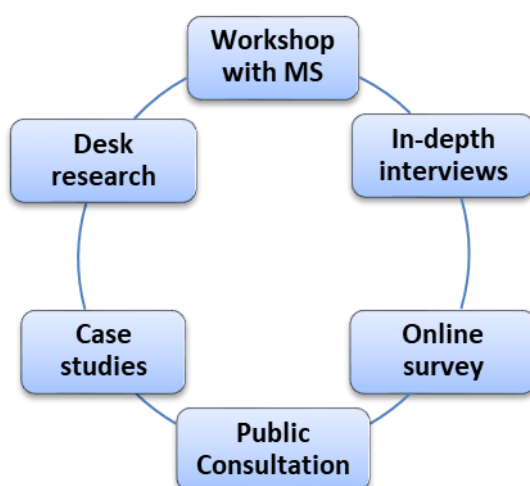 Workshop
with MS
In-depth
interviews
Online
survey
Public
Consultation
Case
studies
Desk
research